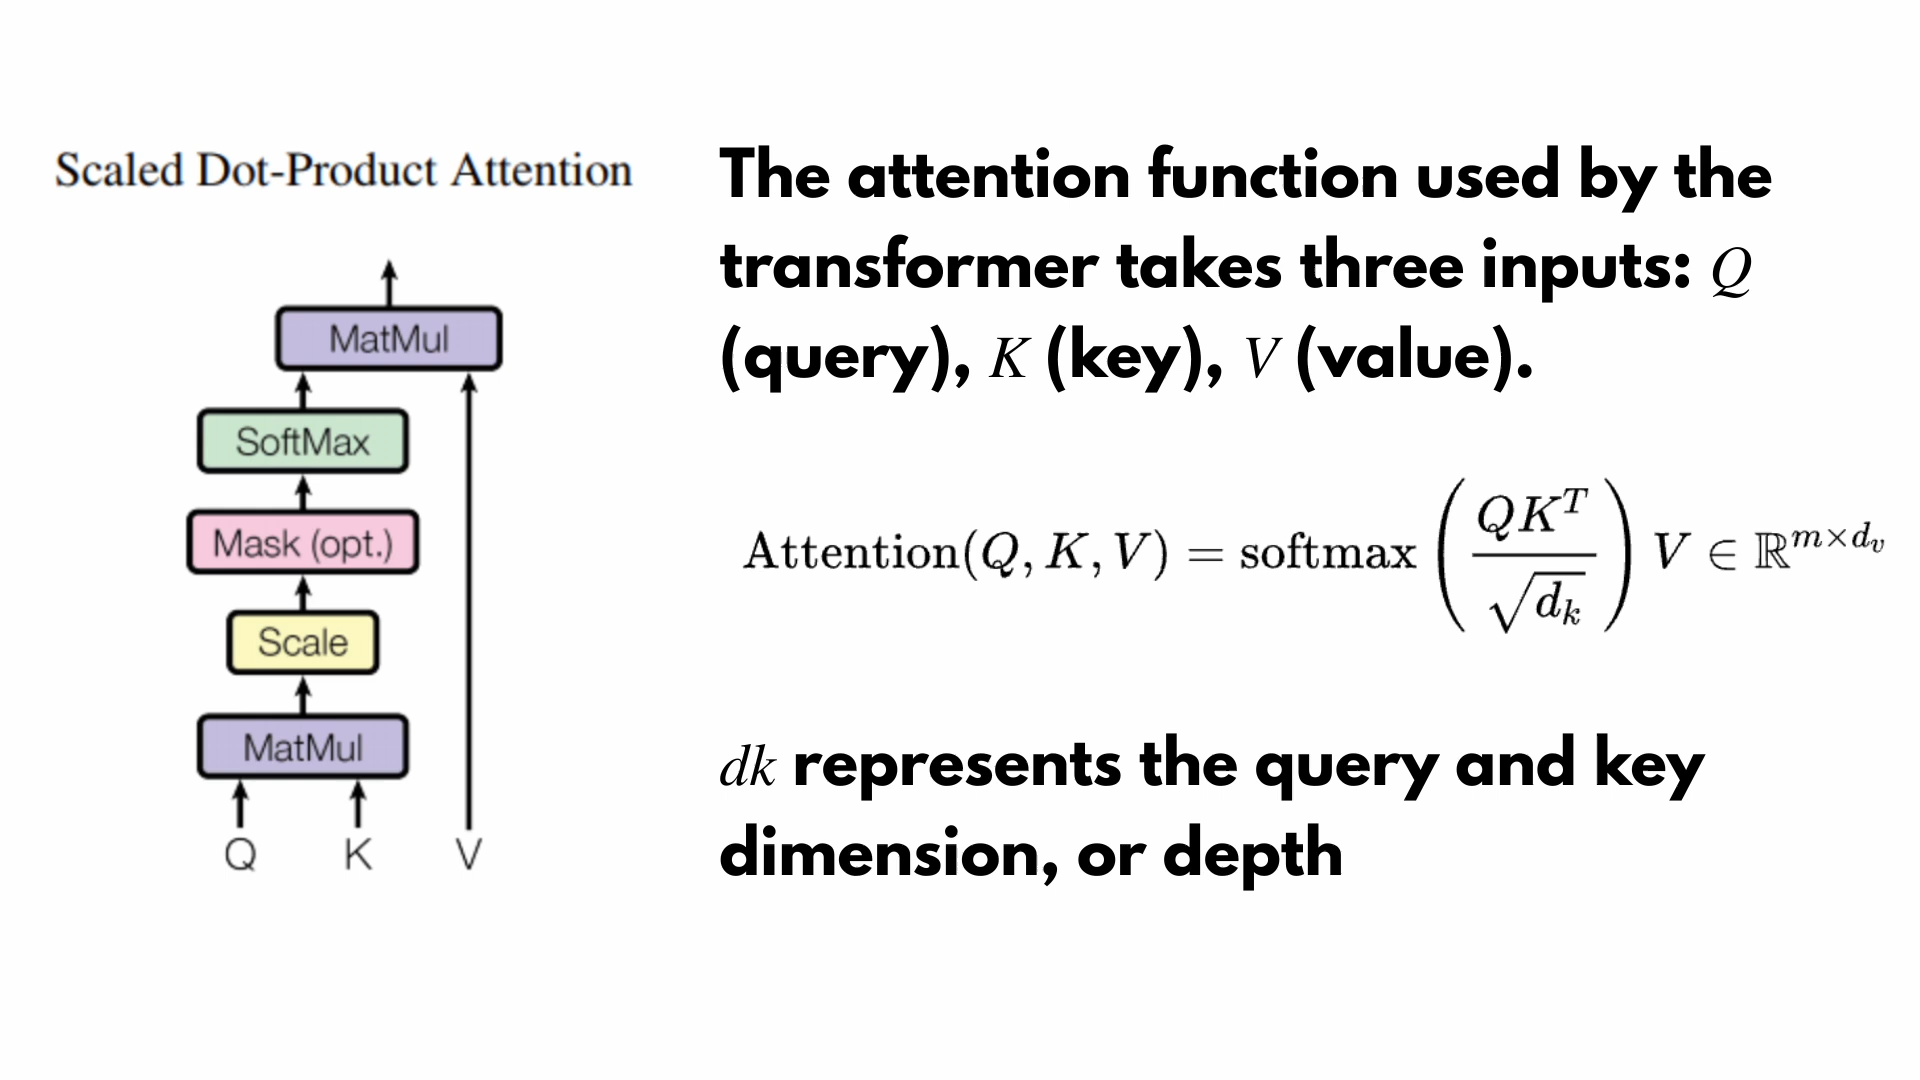 Scaled Dot-Product Attention
MatMul
SoftMax
Mask (opt.)
Scale
MatMul
Q K V
The attention function used by the
transformer takes three inputs: Q
(query), K (key), V (value).
Attention(Q, K, V) = softmax(QK^T / √d_k) V ∈ ℝ^{m×d_v}
dk represents the query and key
dimension, or depth